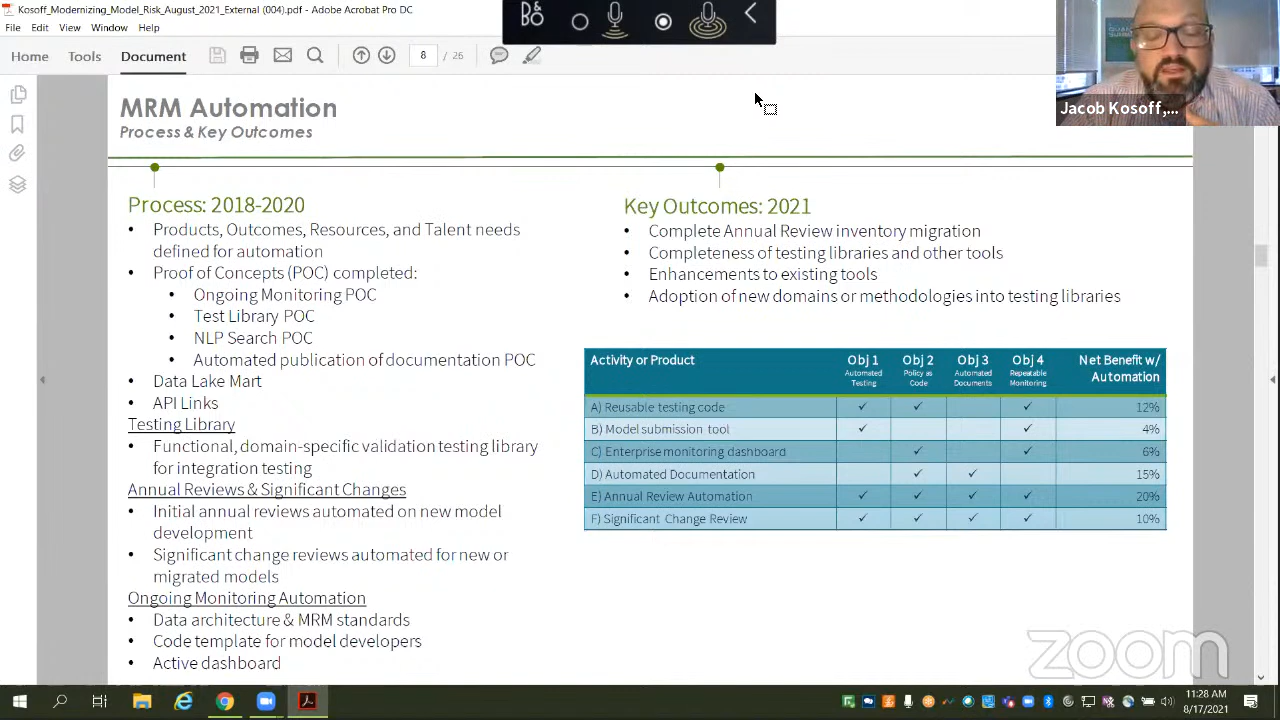 Kosoff_Modernizing_Model_Risk_August_2021_External (004).pdf - Adobe Acrobat Pro DC
File Edit View Window Help
Home Tools Document 8 / 26
MRM Automation
Process & Key Outcomes
Jacob Kosoff,...
Process: 2018-2020
• Products, Outcomes, Resources, and Talent needs
defined for automation
• Proof of Concepts (POC) completed:
• Ongoing Monitoring POC
• Test Library POC
• NLP Search POC
• Automated publication of documentation POC
• Data Lake Mart
• API Links
Testing Library
• Functional, domain-specific validation testing library
for integration testing
Annual Reviews & Significant Changes
• Initial annual reviews automated on new model
development
• Significant change reviews automated for new or
migrated models
Ongoing Monitoring Automation
• Data architecture & MRM standards
• Code template for model developers
• Active dashboard
Key Outcomes: 2021
• Complete Annual Review inventory migration
• Completeness of testing libraries and other tools
• Enhancements to existing tools
• Adoption of new domains or methodologies into testing libraries
Activity or Product Obj 1 Automated Testing Obj 2 Policy as Code Obj 3 Automated Documents Obj 4 Repeatable Monitoring Net Benefit w/ Automation
A) Reusable testing code ✓ ✓ ✓ 12%
B) Model submission tool ✓ ✓ 4%
C) Enterprise monitoring dashboard ✓ ✓ 6%
D) Automated Documentation ✓ ✓ 15%
E) Annual Review Automation ✓ ✓ ✓ ✓ 20%
F) Significant Change Review ✓ ✓ ✓ ✓ 10%
zoom
11:28 AM
8/17/2021